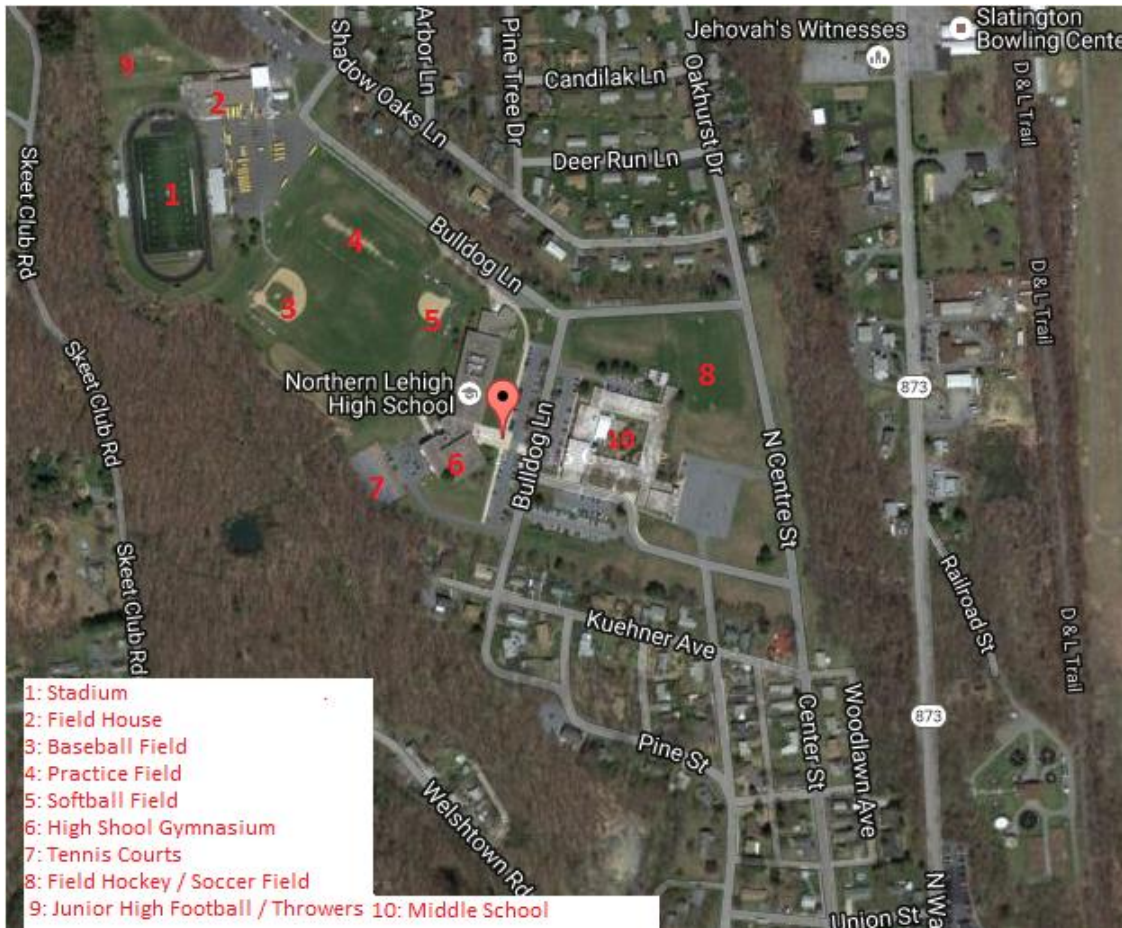 Jehovah's Witnesses
Slatington
Bowling Cente
Arbor Ln
Pine Tree Dr
Shadow Oaks Ln
Candilak Ln
Oakhurst Dr
Deer Run Ln
D & L Trail
9
2
1
Skeet Club Rd
4
Bulldog Ln
3
5
D & L Trail
8
873
Skeet Club Rd
Northern Lehigh
High School
Bulldog Ln
10
6
7
N Centre St
Skeet Club Rd
Railroad St
D & L Trail
Kuehner Ave
Center St
Woodlawn Ave
873
Pine St
Welshtown Rd
N Wa
Union St
1: Stadium
2: Field House
3: Baseball Field
4: Practice Field
5: Softball Field
6: High Shool Gymnasium
7: Tennis Courts
8: Field Hockey / Soccer Field
9: Junior High Football / Throwers 10: Middle School